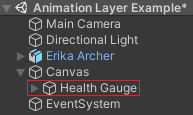 Animation Layer Example*
Main Camera
Directional Light
Erika Archer
Canvas
Health Gauge
EventSystem